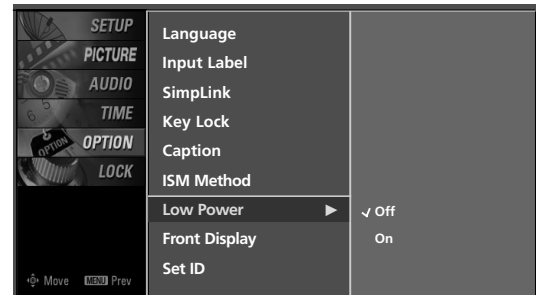 SETUP
PICTURE
AUDIO
TIME
OPTION
OPTION
LOCK
Move MENU Prev
Language
Input Label
SimpLink
Key Lock
Caption
ISM Method
Low Power ▶
Front Display
Set ID
✓ Off
On